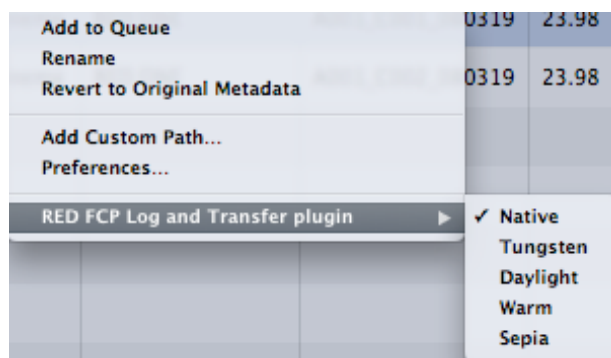 Add to Queue
0319 23.98
Rename
Revert to Original Metadata
0319 23.98
Add Custom Path...
Preferences...
RED FCP Log and Transfer plugin
✓ Native
Tungsten
Daylight
Warm
Sepia